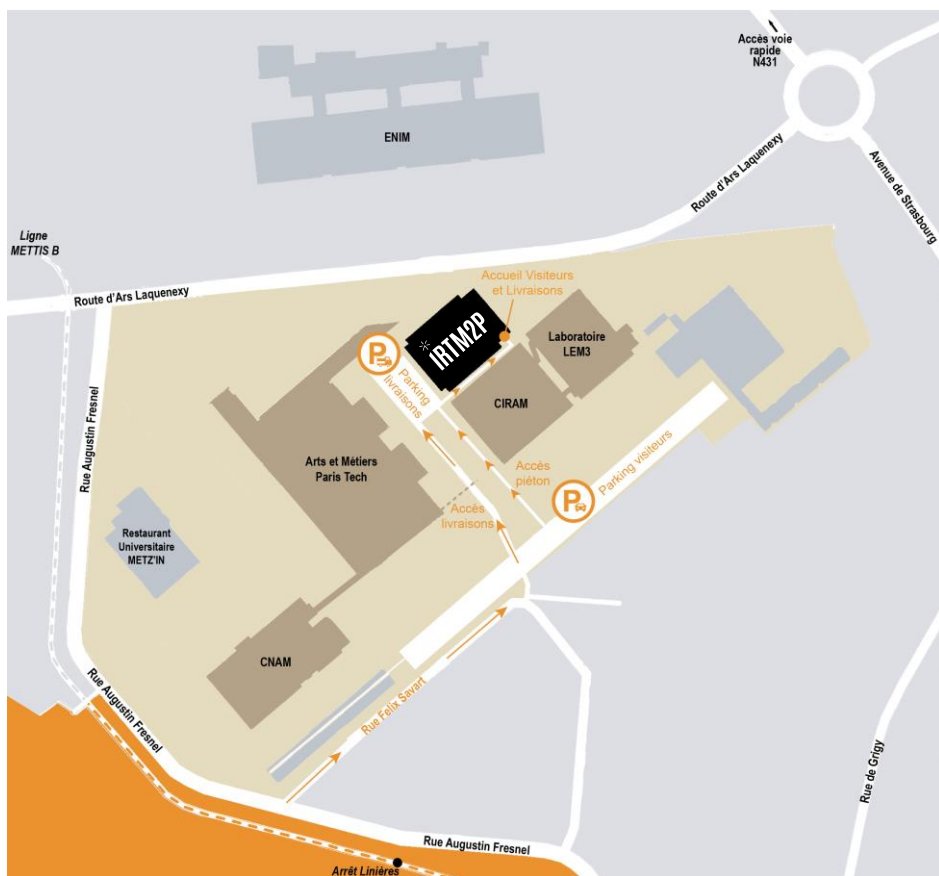 Accès voie
rapide
N431
ENIM
Route d'Ars Laquenexy
Avenue de Strasbourg
Ligne
METTIS B
Route d'Ars Laquenexy
Accueil Visiteurs
et Livraisons
* IRTM2P
Laboratoire
LEM3
P
Parking
livraisons
CIRAM
Rue Augustin Fresnel
Arts et Métiers
Paris Tech
Accès
piéton
Parking visiteurs
P
Accès
livraisons
Restaurant
Universitaire
METZ'IN
CNAM
Rue Augustin Fresnel
Rue Felix Savart
Rue de Grigy
Rue Augustin Fresnel
Arrêt Linières